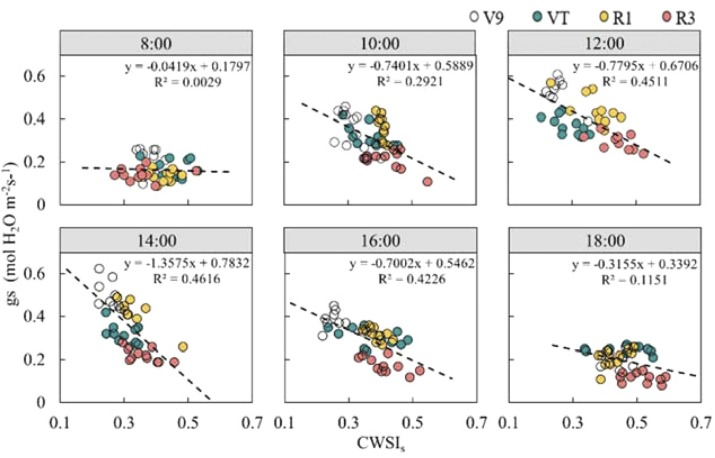 V9 VT R1 R3
8:00
y = -0.0419x + 0.1797
R² = 0.0029
10:00
y = -0.7401x + 0.5889
R² = 0.2921
12:00
y = -0.7795x + 0.6706
R² = 0.4511
0.6
0.4
0.2
0
14:00
y = -1.3575x + 0.7832
R² = 0.4616
16:00
y = -0.7002x + 0.5462
R² = 0.4226
18:00
y = -0.3155x + 0.3392
R² = 0.1151
0.6
0.4
0.2
0
gs (mol H₂O m⁻²s⁻¹)
0.1 0.3 0.5 0.7 0.1 0.3 0.5 0.7 0.1 0.3 0.5 0.7
CWSIₛ